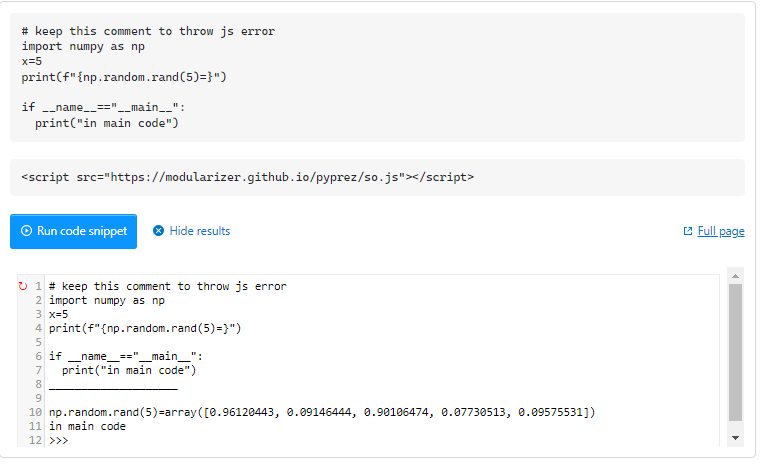 # keep this comment to throw js error
import numpy as np
x=5
print(f"{np.random.rand(5)=}")

if __name__=="__main__":
  print("in main code")

<script src="https://modularizer.github.io/pyprez/so.js"></script>

Run code snippet Hide results Full page

1 # keep this comment to throw js error
2 import numpy as np
3 x=5
4 print(f"{np.random.rand(5)=}")
5
6 if __name__=="__main__":
7   print("in main code")
8 ____________________
9
10 np.random.rand(5)=array([0.96120443, 0.09146444, 0.90106474, 0.07730513, 0.09575531])
11 in main code
12 >>>